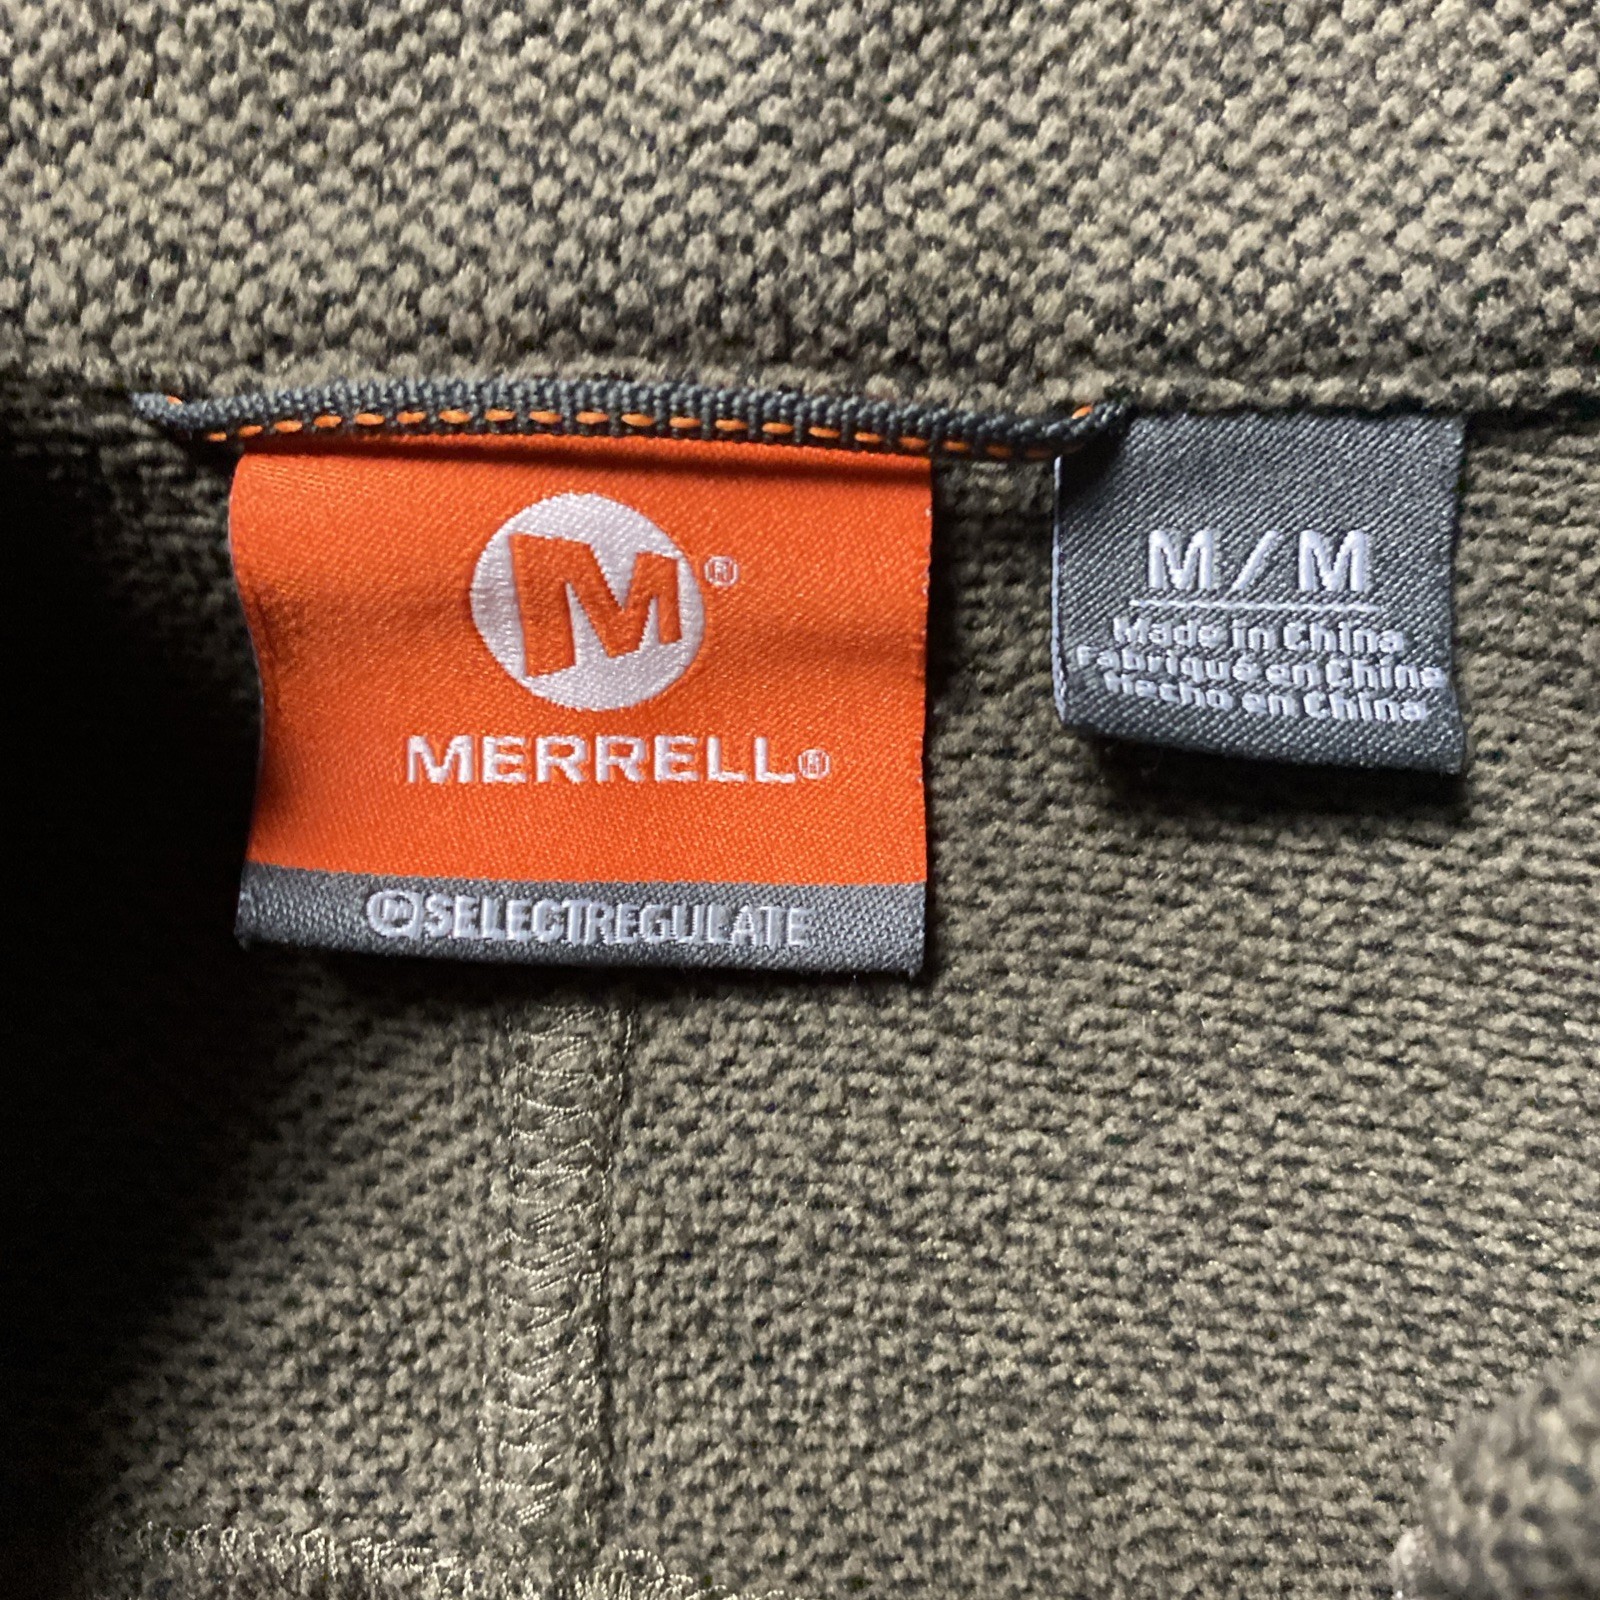 M®
MERRELL®
SELECTREGULATE
M/M
Made in China
Fabriqué en Chine
Hecho en China